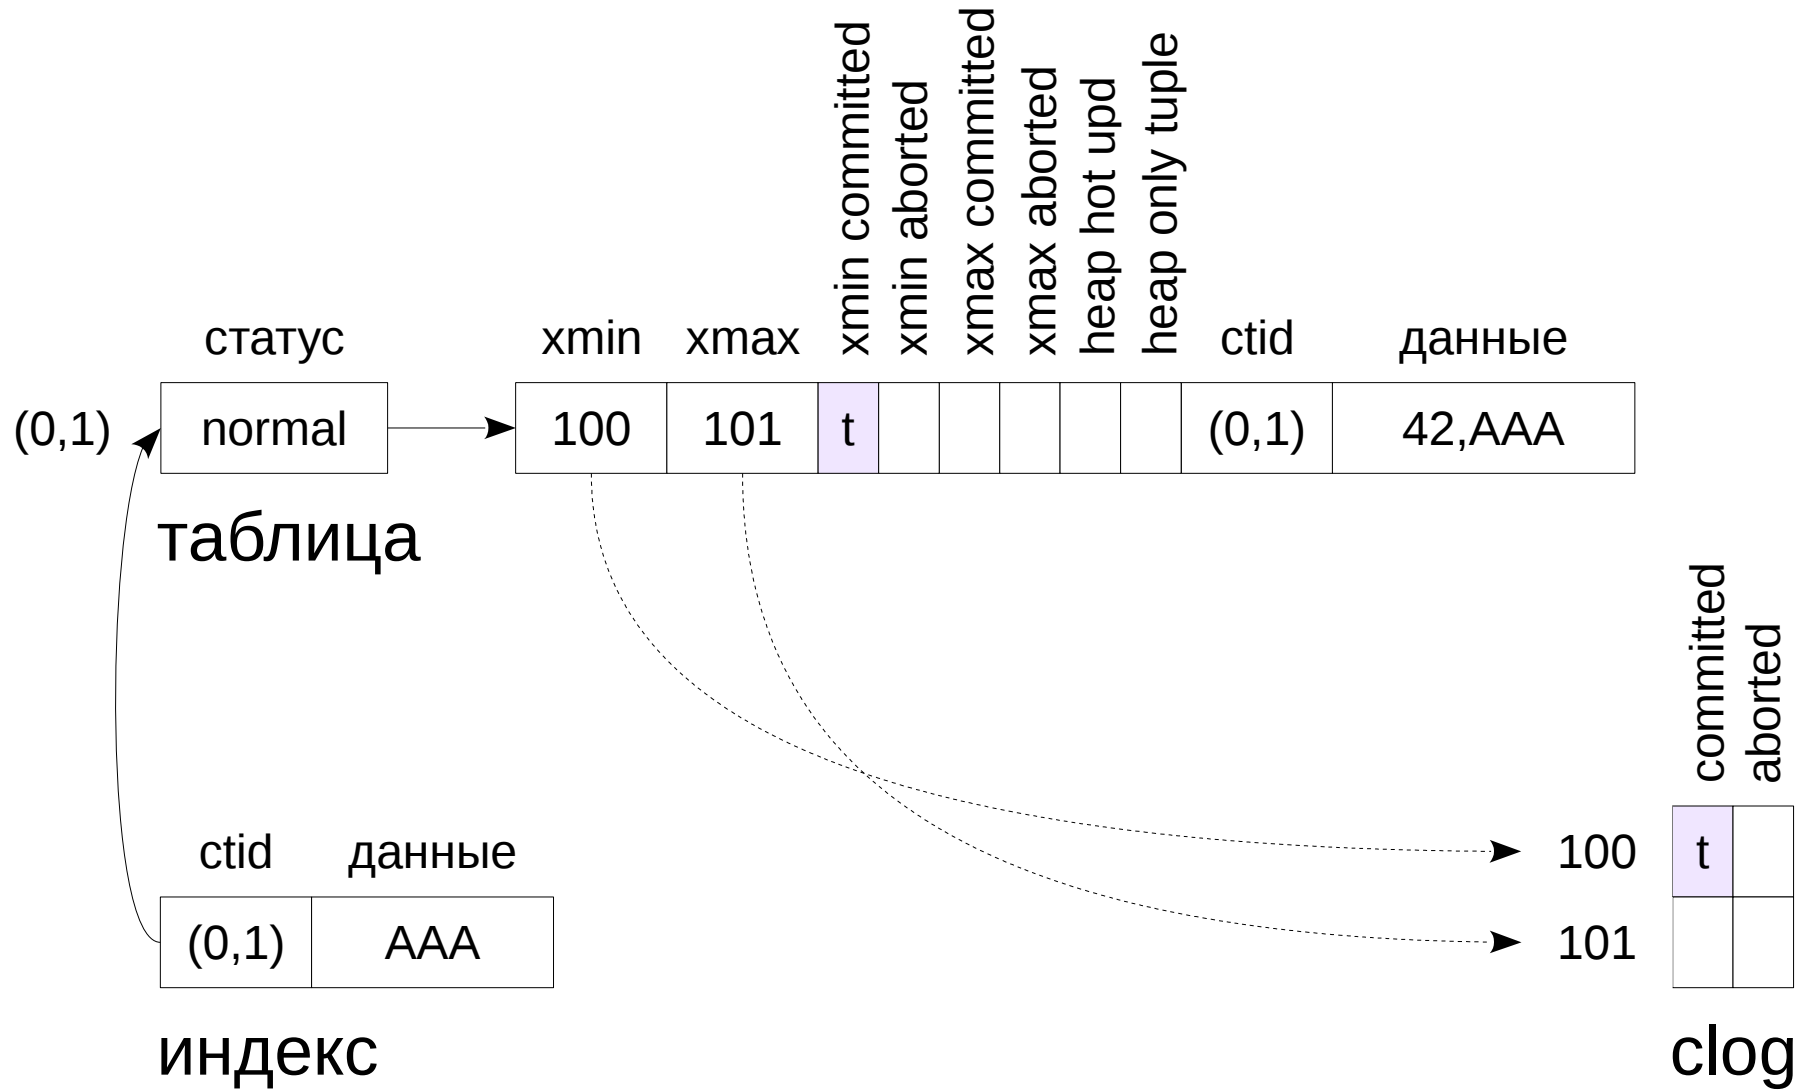 xmin committed
xmin aborted
xmax committed
xmax aborted
heap hot upd
heap only tuple
статус xmin xmax ctid данные
(0,1) normal 100 101 t (0,1) 42,AAA
таблица
committed
aborted
ctid данные
100 t
(0,1) AAA
101
индекс
clog